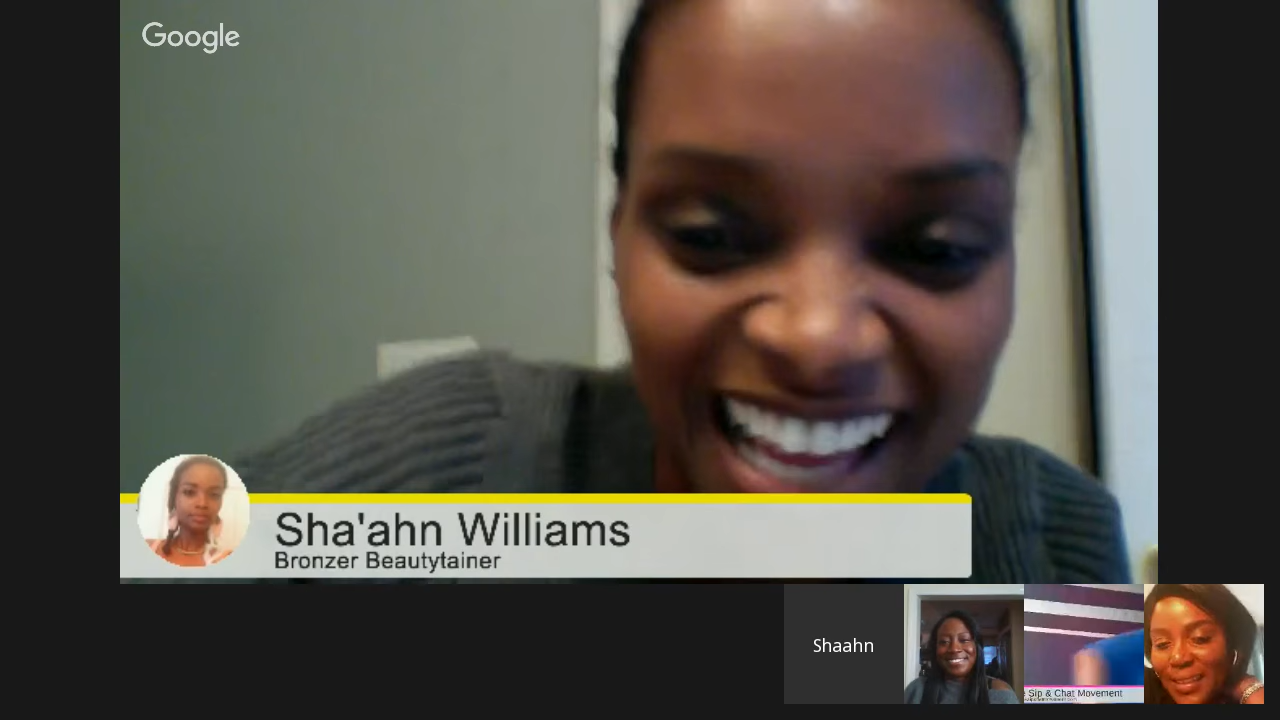 Google
Sha'ahn Williams
Bronzer Beautytainer
Shaahn
Sip & Chat Movement